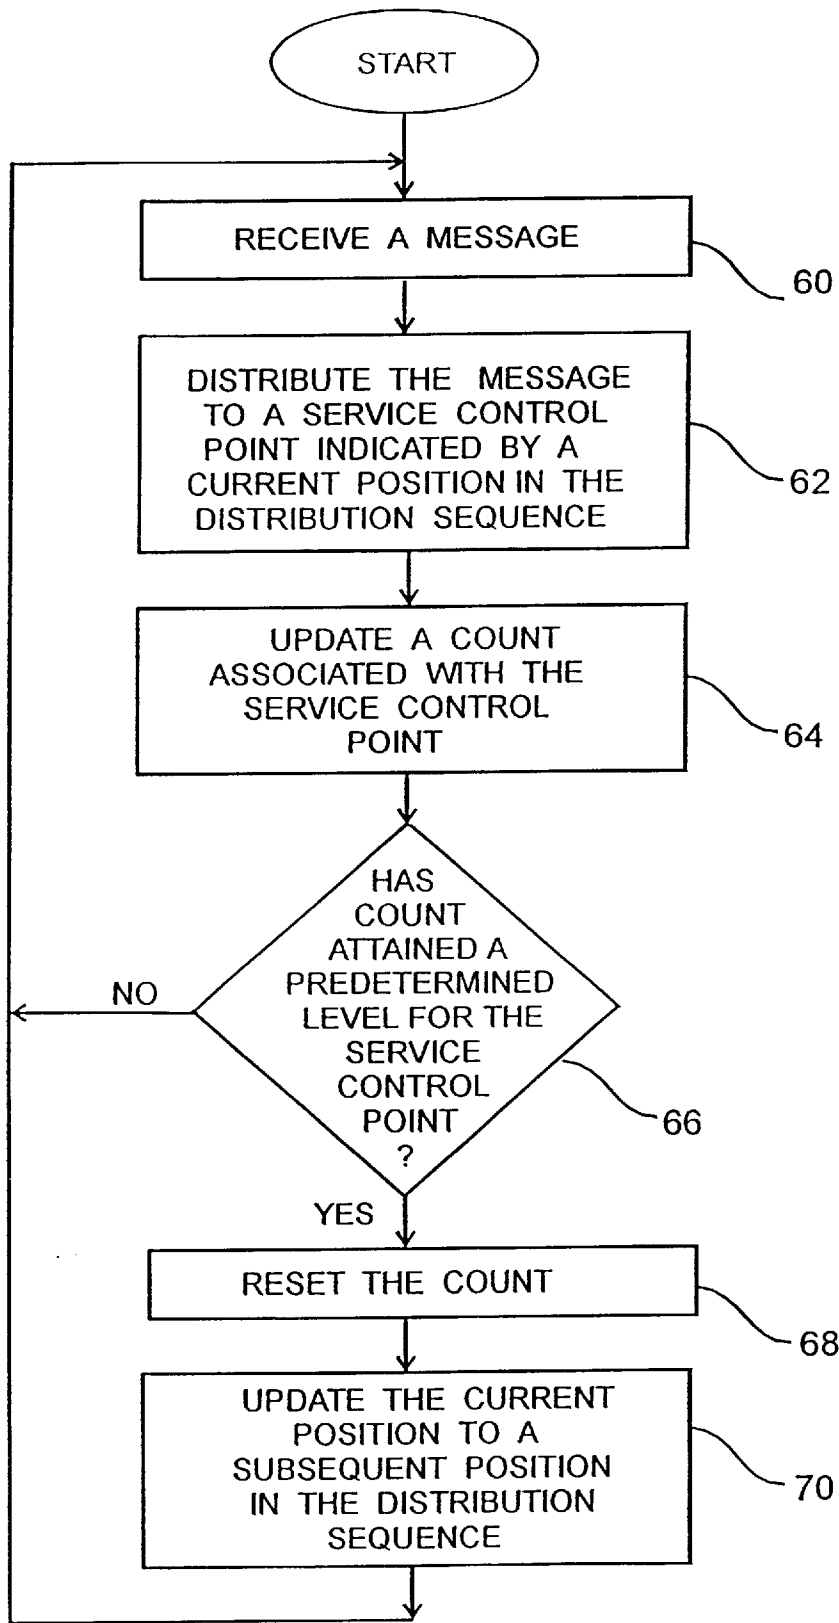 START
RECEIVE A MESSAGE
60
DISTRIBUTE THE MESSAGE
TO A SERVICE CONTROL
POINT INDICATED BY A
CURRENT POSITION IN THE
DISTRIBUTION SEQUENCE
62
UPDATE A COUNT
ASSOCIATED WITH THE
SERVICE CONTROL
POINT
64
HAS
COUNT
ATTAINED A
PREDETERMINED
LEVEL FOR THE
SERVICE
CONTROL
POINT
?
NO
66
YES
RESET THE COUNT
68
UPDATE THE CURRENT
POSITION TO A
SUBSEQUENT POSITION
IN THE DISTRIBUTION
SEQUENCE
70